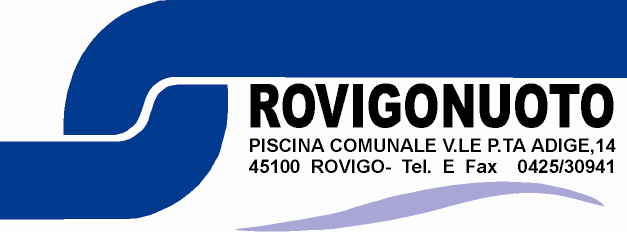 ROVIGONUOTO
PISCINA COMUNALE V.LE P.TA ADIGE,14
45100 ROVIGO- Tel. E Fax 0425/30941